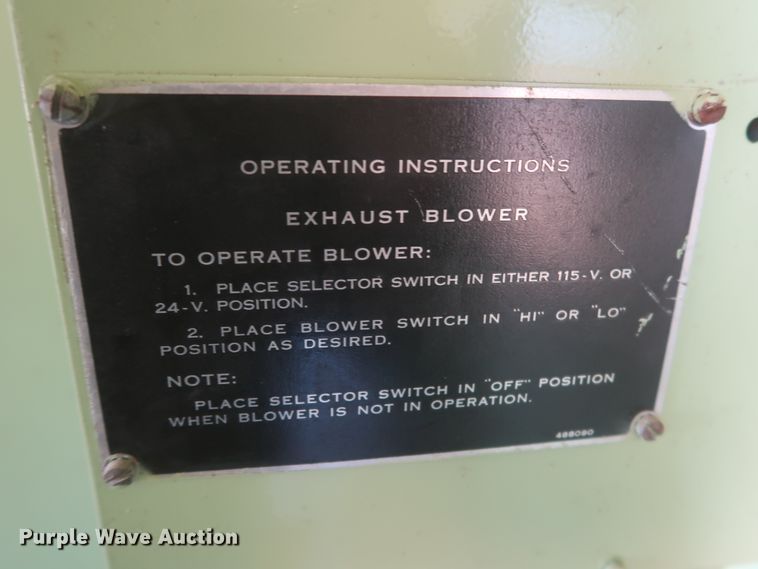 OPERATING INSTRUCTIONS
EXHAUST BLOWER
TO OPERATE BLOWER:
1. PLACE SELECTOR SWITCH IN EITHER 115-V. OR
24-V. POSITION.
2. PLACE BLOWER SWITCH IN "HI" OR "LO"
POSITION AS DESIRED.
NOTE:
PLACE SELECTOR SWITCH IN "OFF" POSITION
WHEN BLOWER IS NOT IN OPERATION.
Purple Wave Auction